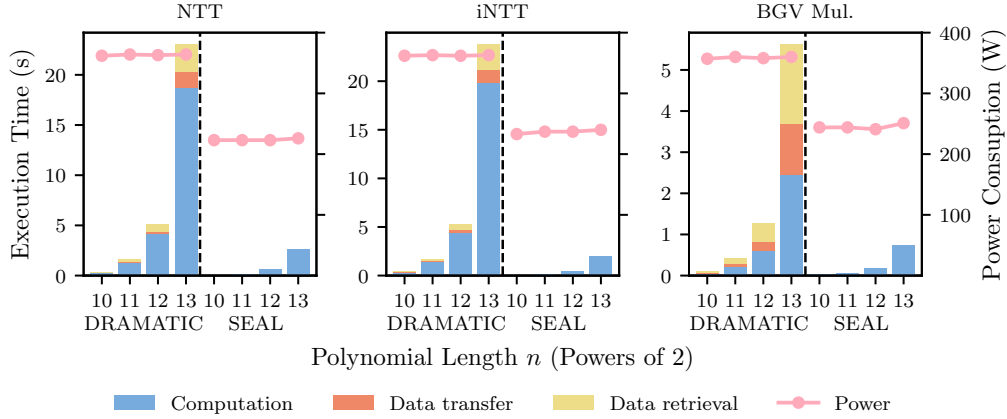 NTT iNTT BGV Mul.
Execution Time (s)
20
15
10
5
0
10 11 12 13 10 11 12 13
DRAMATIC SEAL
20
15
10
5
0
10 11 12 13 10 11 12 13
DRAMATIC SEAL
5
4
3
2
1
0
10 11 12 13 10 11 12 13
DRAMATIC SEAL
400
300
200
100
0
Power Consuption (W)
Polynomial Length n (Powers of 2)
Computation Data transfer Data retrieval Power